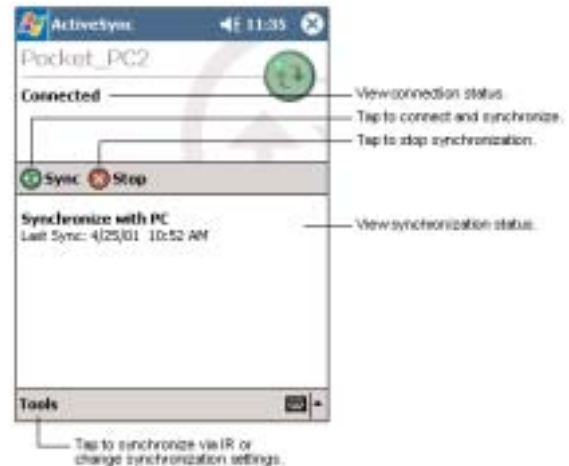 ActiveSync 11:35
Pocket_PC2
Connected
View connection status.
Tap to connect and synchronize.
Tap to stop synchronization.
Sync Stop
Synchronize with PC
Last Sync: 4/25/01 10:52 AM
View synchronization status.
Tools
Tap to synchronize via IR or
change synchronization settings.